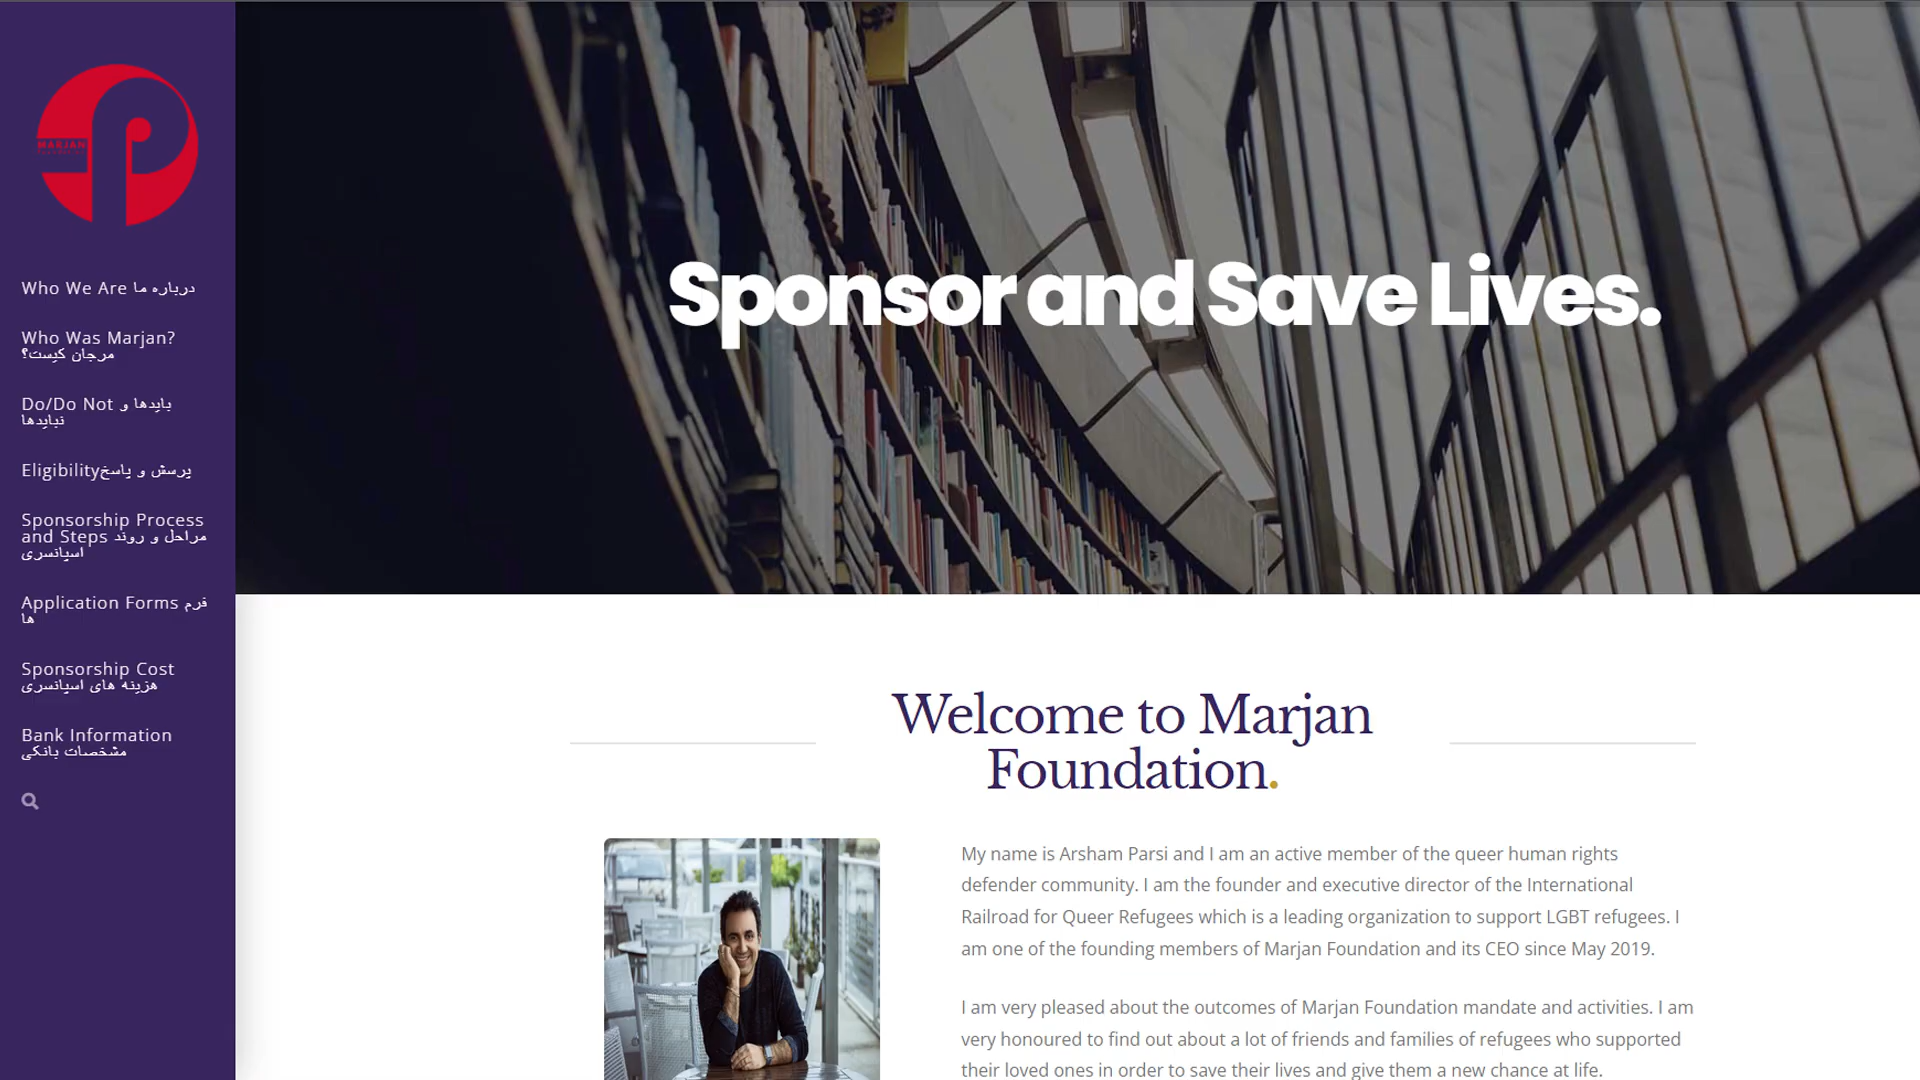 MARJAN
Who We Are درباره ما
Who Was Marjan?
مرجان کیست؟
Do/Do Not بایدها و
نبایدها
Eligibilityپرسش و پاسخ
Sponsorship Process
and Steps مراحل و روند
اسپانسری
Application Forms فرم
ها
Sponsorship Cost
هزینه های اسپانسری
Bank Information
مشخصات بانکی
Sponsor and Save Lives.
Welcome to Marjan
Foundation.
My name is Arsham Parsi and I am an active member of the queer human rights
defender community. I am the founder and executive director of the International
Railroad for Queer Refugees which is a leading organization to support LGBT refugees. I
am one of the founding members of Marjan Foundation and its CEO since May 2019.
I am very pleased about the outcomes of Marjan Foundation mandate and activities. I am
very honoured to find out about a lot of friends and families of refugees who supported
their loved ones in order to save their lives and give them a new chance at life.